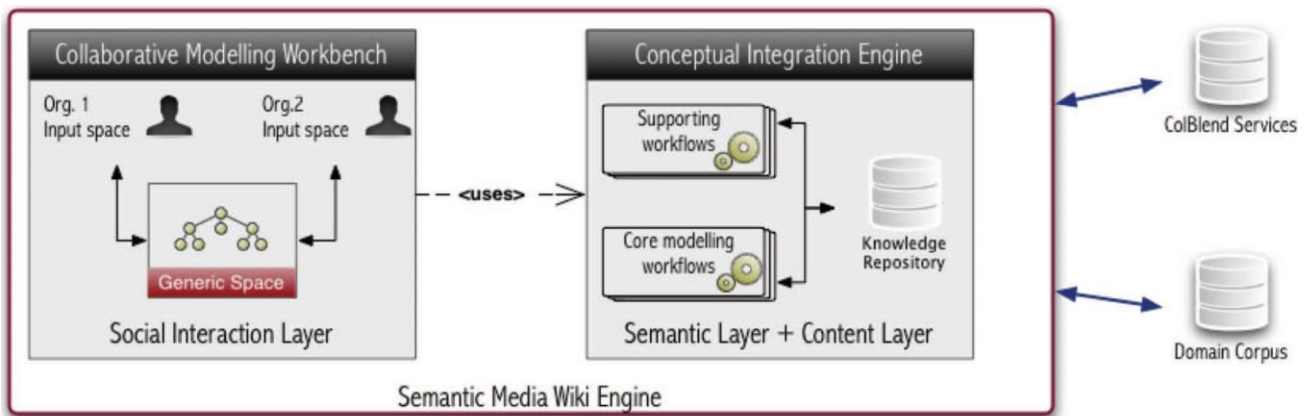 Collaborative Modelling Workbench
Org. 1
Input space
Org.2
Input space
Generic Space
Social Interaction Layer
<uses>
Conceptual Integration Engine
Supporting
workflows
Core modelling
workflows
Knowledge
Repository
Semantic Layer + Content Layer
Semantic Media Wiki Engine
ColBlend Services
Domain Corpus